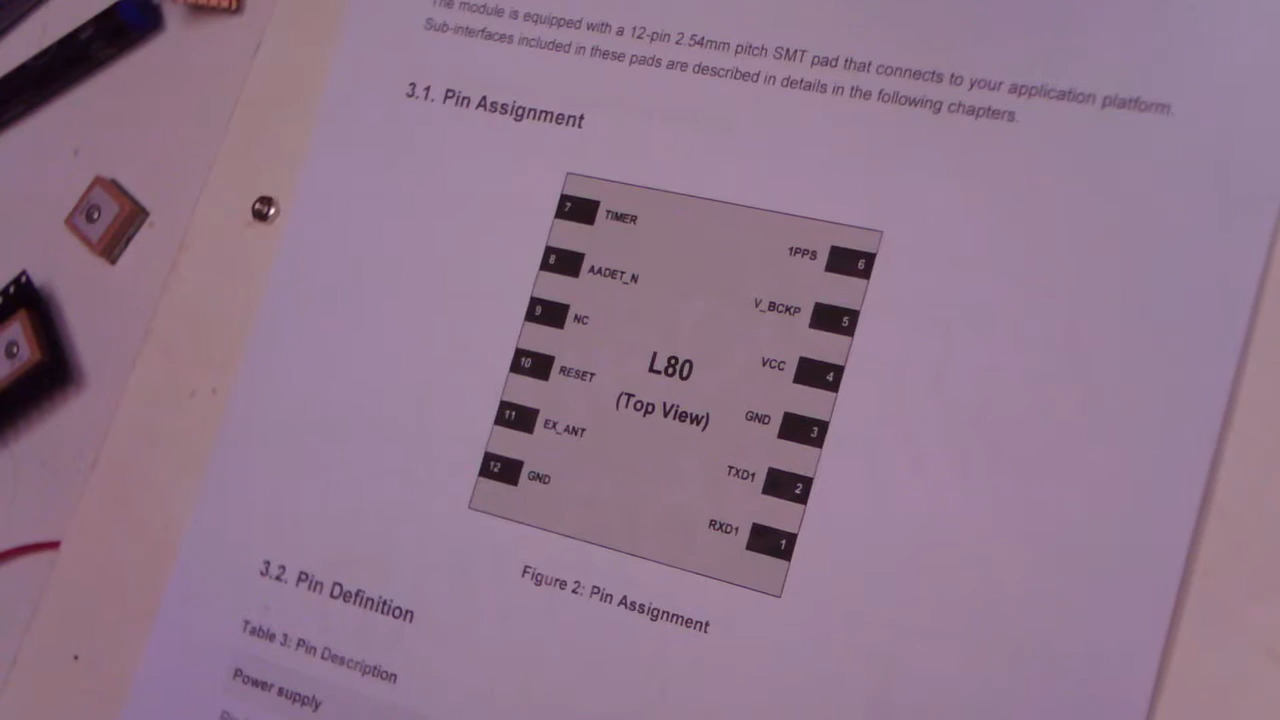 The module is equipped with a 12-pin 2.54mm pitch SMT pad that connects to your application platform.
Sub-interfaces included in these pads are described in details in the following chapters.
3.1. Pin Assignment
7 TIMER
1PPS 6
8 AADET_N
V_BCKP 5
9 NC
VCC 4
10 RESET
GND 3
11 EX_ANT
TXD1 2
12 GND
RXD1 1
L80
(Top View)
Figure 2: Pin Assignment
3.2. Pin Definition
Table 3: Pin Description
Power supply